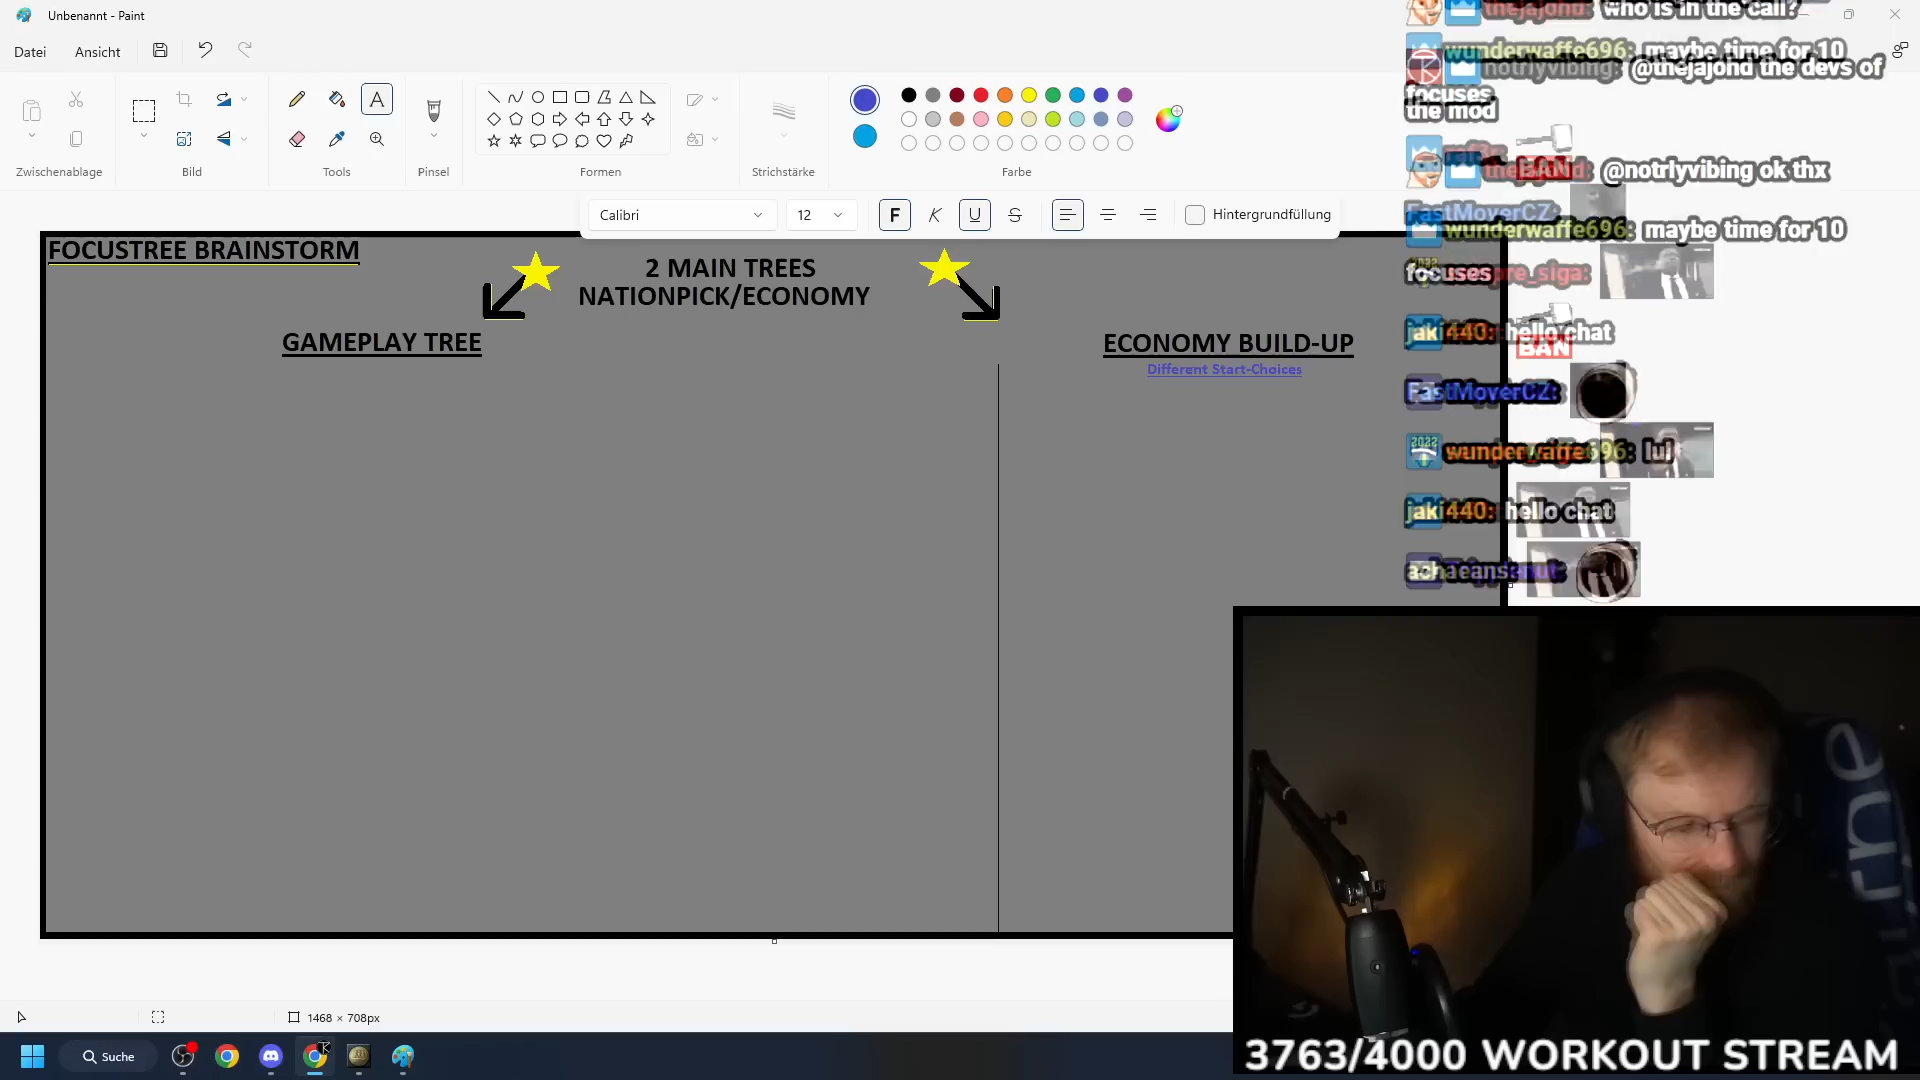 Unbenannt - Paint
Datei
Ansicht
Zwischenablage
Bild
Tools
Pinsel
Formen
Strichstärke
Farbe
Calibri
12
F
K
U
S
Hintergrundfüllung
FOCUSTREE BRAINSTORM
2 MAIN TREES
NATIONPICK/ECONOMY
GAMEPLAY TREE
ECONOMY BUILD-UP
Different Start-Choices
thejajohd: who is in the call?
wunderwaffe696: maybe time for 10
notrlyvibing: @thejajohd the devs of
focuses
the mod
BAN
@notrlyvibing ok thx
FastMoverCZ:
wunderwaffe696: maybe time for 10
focuses
jaki440: hello chat
BAN
FastMoverCZ:
lul
jaki440: hello chat
1468 × 708px
Suche
3763/4000 WORKOUT STREAM